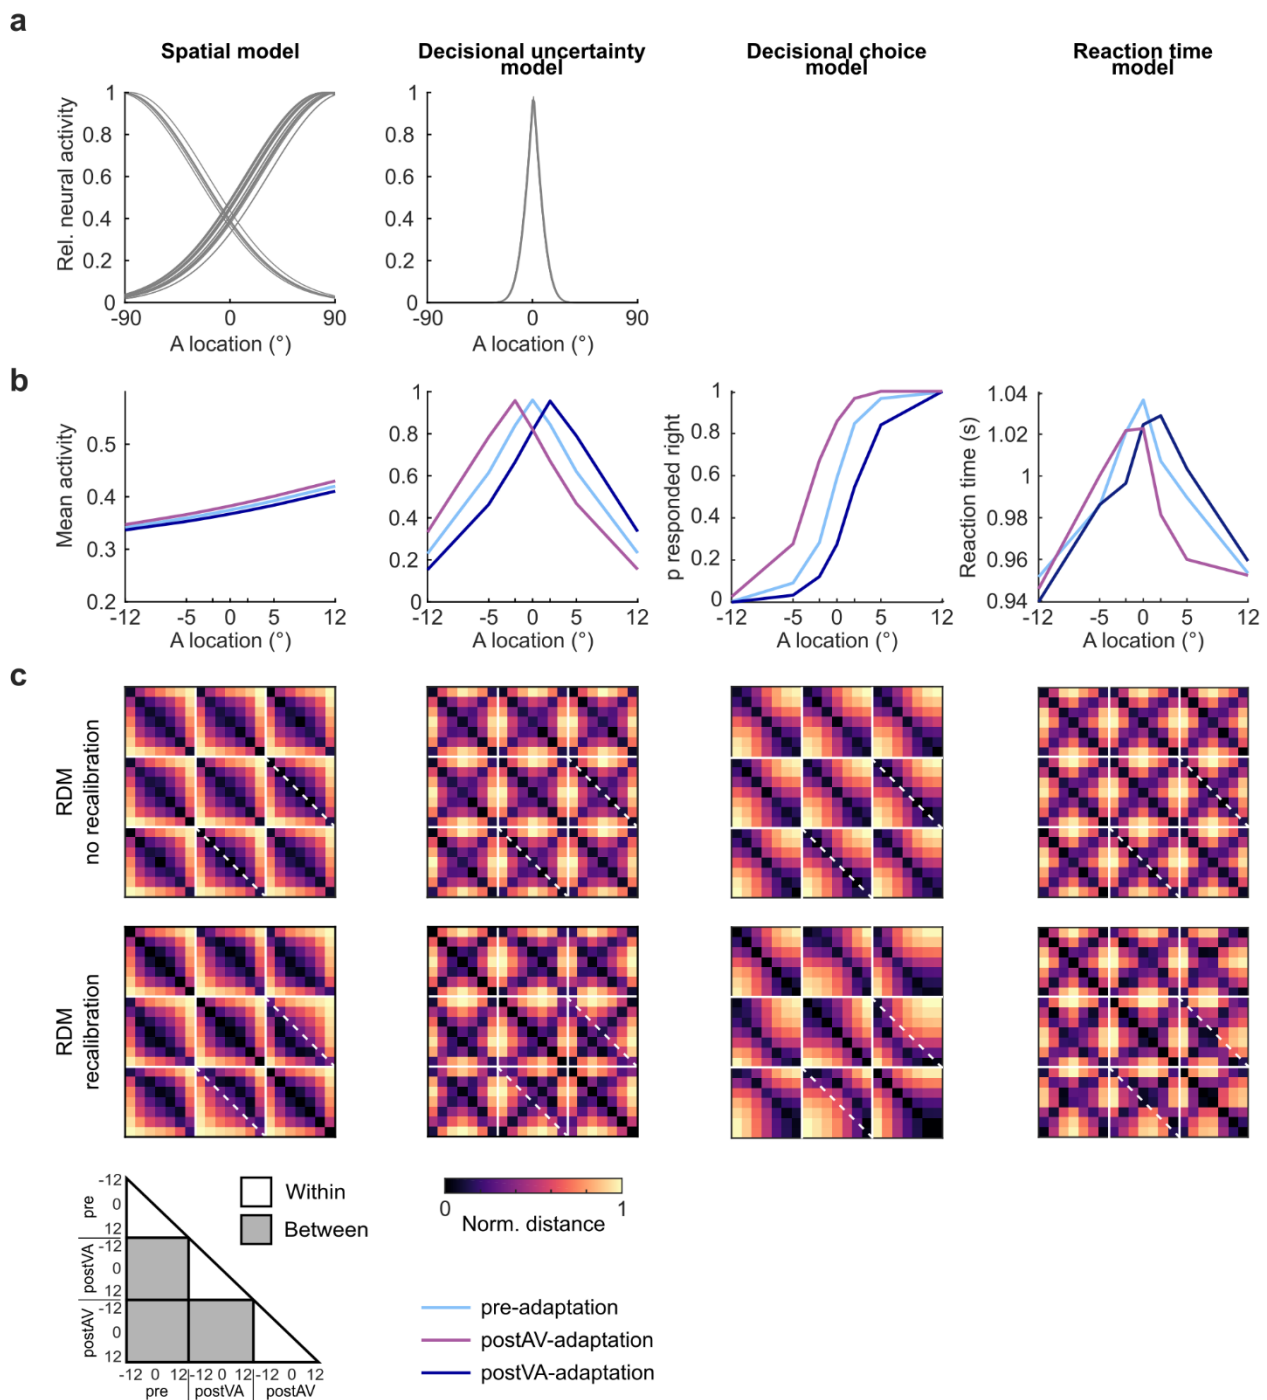 a
Spatial model
Decisional uncertainty
model
Decisional choice
model
Reaction time
model
Rel. neural activity
1
0.8
0.6
0.4
0.2
0
-90
0
90
A location (°)
1
0.8
0.6
0.4
0.2
0
-90
0
90
A location (°)
b
Mean activity
0.5
0.4
0.3
0.2
-12
-5
0
5
12
A location (°)
1
0.8
0.6
0.4
0.2
0
-12
-5
0
5
12
A location (°)
p responded right
1
0.8
0.6
0.4
0.2
0
-12
-5
0
5
12
A location (°)
Reaction time (s)
1.04
1.02
1
0.98
0.96
0.94
-12
-5
0
5
12
A location (°)
c
RDM
no recalibration
RDM
recalibration
pre
-12
0
12
postVA
-12
0
12
postAV
-12
0
12
-12 0 12
-12 0 12
-12 0 12
pre
postVA
postAV
Within
Between
0
1
Norm. distance
pre-adaptation
postAV-adaptation
postVA-adaptation